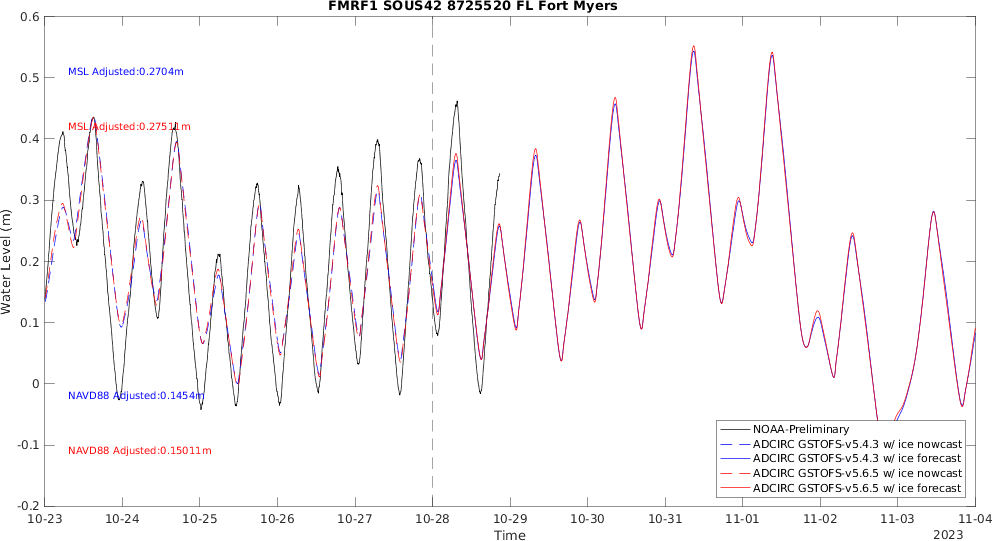 FMRF1 SOUS42 8725520 FL Fort Myers
0.6
0.5
0.4
0.3
0.2
0.1
0
-0.1
-0.2
Water Level (m)
MSL Adjusted:0.2704m
MSL Adjusted:0.27511m
NAVD88 Adjusted:0.1454m
NAVD88 Adjusted:0.15011m
NOAA-Preliminary
ADCIRC GSTOFS-v5.4.3 w/ ice nowcast
ADCIRC GSTOFS-v5.4.3 w/ ice forecast
ADCIRC GSTOFS-v5.6.5 w/ ice nowcast
ADCIRC GSTOFS-v5.6.5 w/ ice forecast
10-23 10-24 10-25 10-26 10-27 10-28 10-29 10-30 10-31 11-01 11-02 11-03 11-04
Time
2023